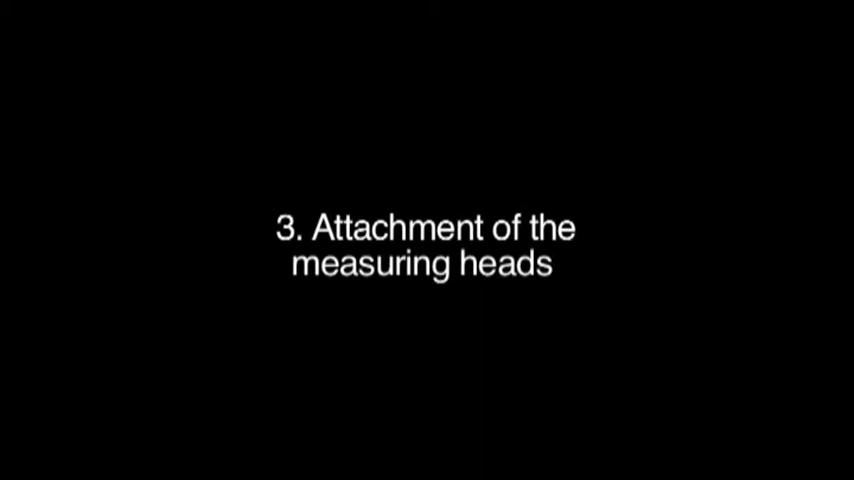 3. Attachment of the
measuring heads